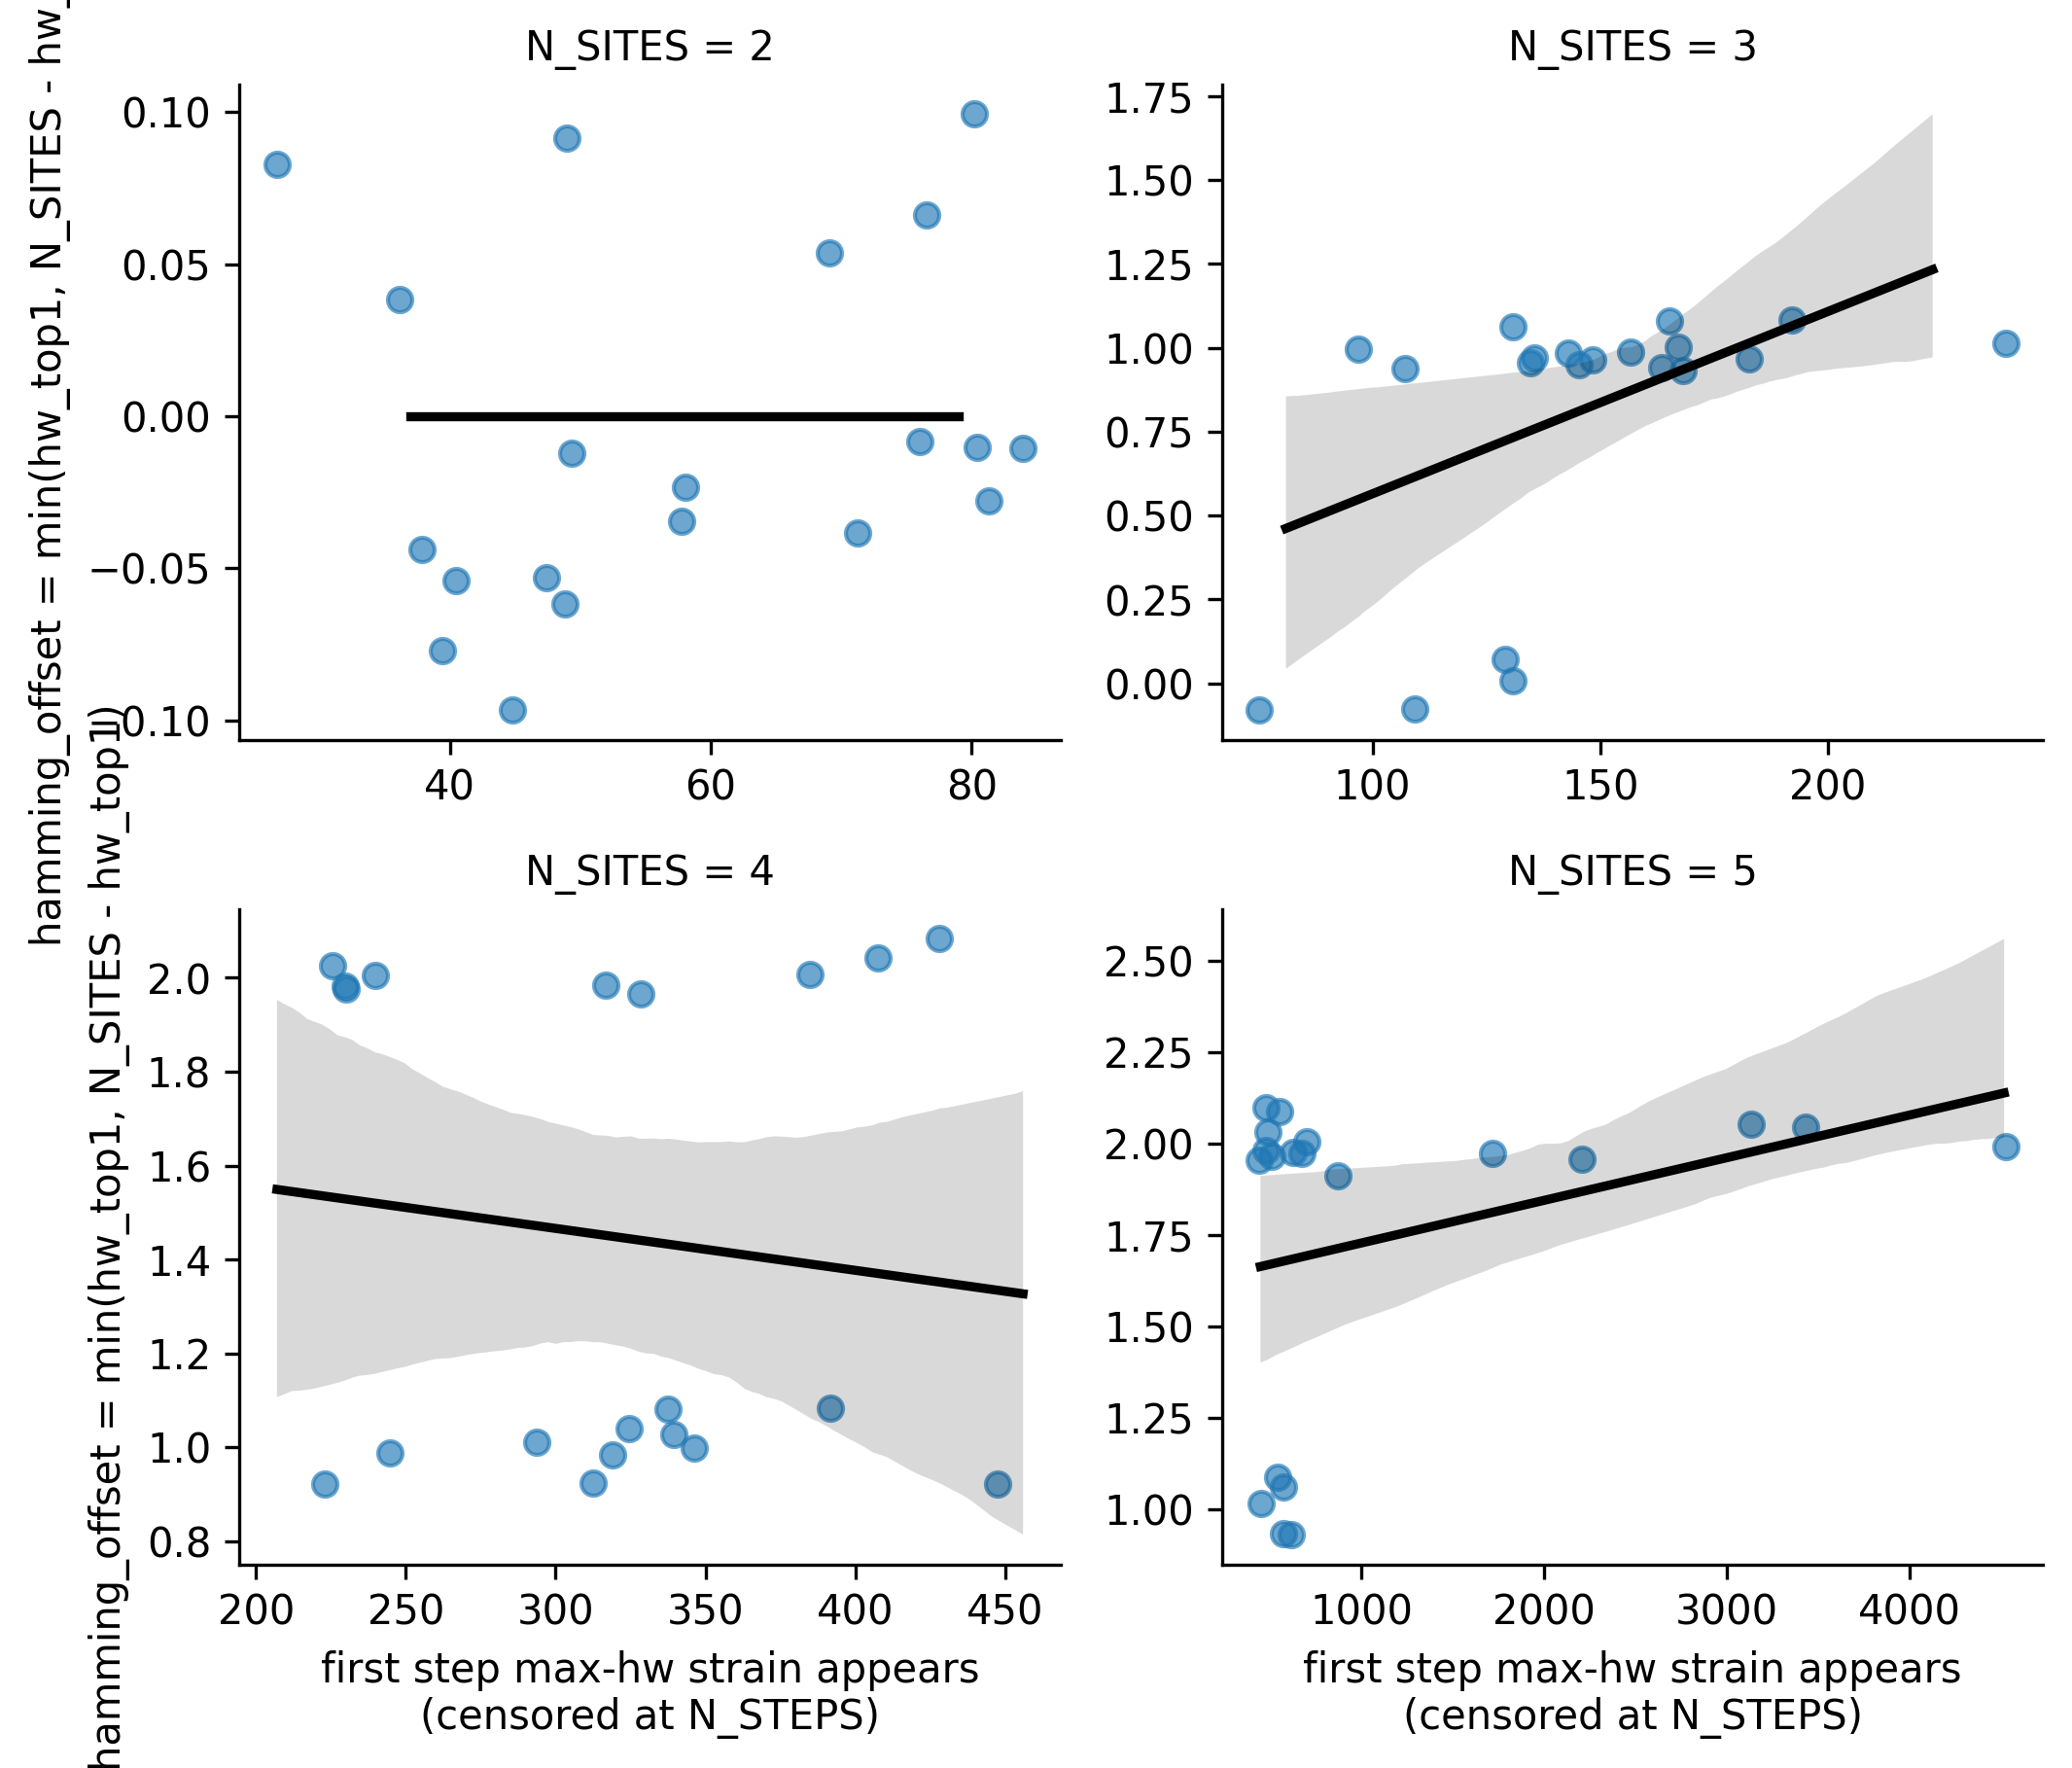 N_SITES = 2
hamming_offset = min(hw_top1, N_SITES - hw_
0.10
0.05
0.00
−0.05
0.10
40 60 80
N_SITES = 3
1.75
1.50
1.25
1.00
0.75
0.50
0.25
0.00
100 150 200
N_SITES = 4
hamming_offset = min(hw_top1, N_SITES - hw_top1)
2.0
1.8
1.6
1.4
1.2
1.0
0.8
200 250 300 350 400 450
first step max-hw strain appears
(censored at N_STEPS)
N_SITES = 5
2.50
2.25
2.00
1.75
1.50
1.25
1.00
1000 2000 3000 4000
first step max-hw strain appears
(censored at N_STEPS)